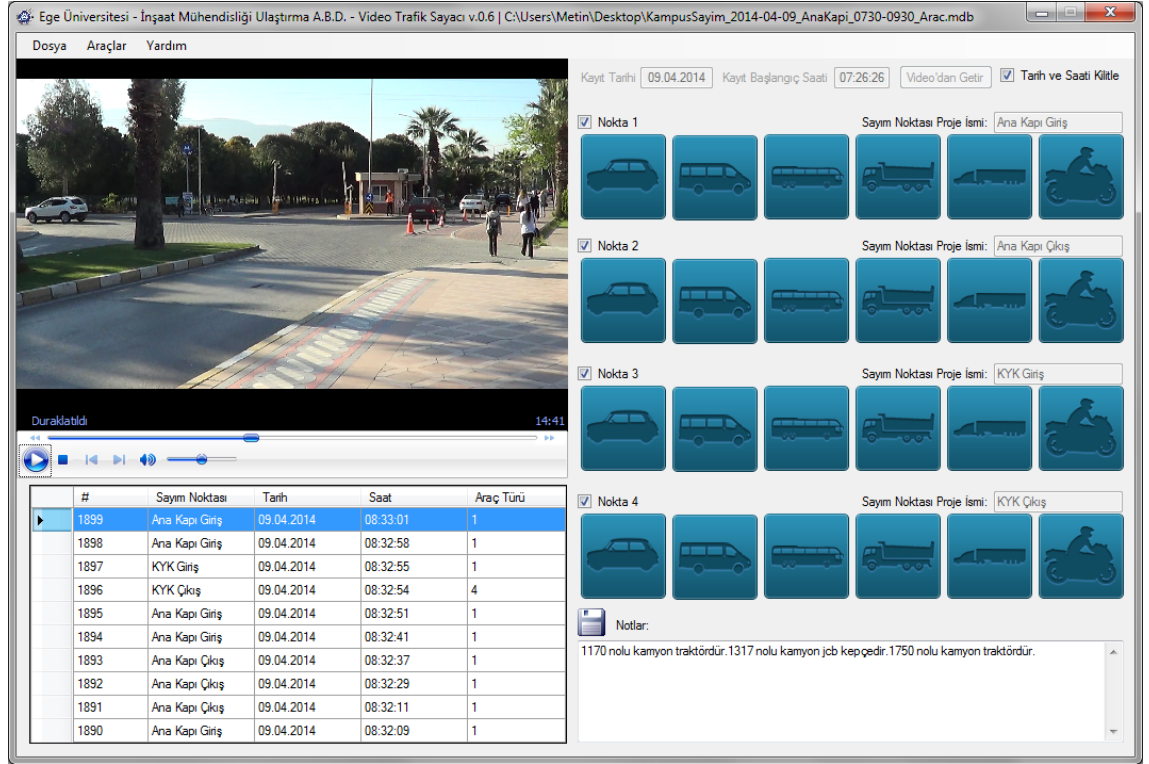 Ege Üniversitesi - İnşaat Mühendisliği Ulaştırma A.B.D. - Video Trafik Sayacı v.0.6 | C:\Users\Metin\Desktop\KampusSayim_2014-04-09_AnaKapi_0730-0930_Arac.mdb
Dosya Araçlar Yardım
Kayıt Tarihi 09.04.2014 Kayıt Başlangıç Saati 07:26:26 Video'dan Getir Tarih ve Saati Kilitle
Nokta 1 Sayım Noktası Proje İsmi: Ana Kapı Giriş
Nokta 2 Sayım Noktası Proje İsmi: Ana Kapı Çıkış
Nokta 3 Sayım Noktası Proje İsmi: KYK Giriş
Duraklatıldı 14:41
# Sayım Noktası Tarih Saat Araç Türü
1899 Ana Kapı Giriş 09.04.2014 08:33:01 1
1898 Ana Kapı Giriş 09.04.2014 08:32:58 1
1897 KYK Giriş 09.04.2014 08:32:55 1
1896 KYK Çıkış 09.04.2014 08:32:54 4
1895 Ana Kapı Giriş 09.04.2014 08:32:51 1
1894 Ana Kapı Giriş 09.04.2014 08:32:41 1
1893 Ana Kapı Çıkış 09.04.2014 08:32:37 1
1892 Ana Kapı Çıkış 09.04.2014 08:32:29 1
1891 Ana Kapı Çıkış 09.04.2014 08:32:11 1
1890 Ana Kapı Giriş 09.04.2014 08:32:09 1
Nokta 4 Sayım Noktası Proje İsmi: KYK Çıkış
Notlar:
1170 nolu kamyon traktördür.1317 nolu kamyon jcb kepçedir.1750 nolu kamyon traktördür.